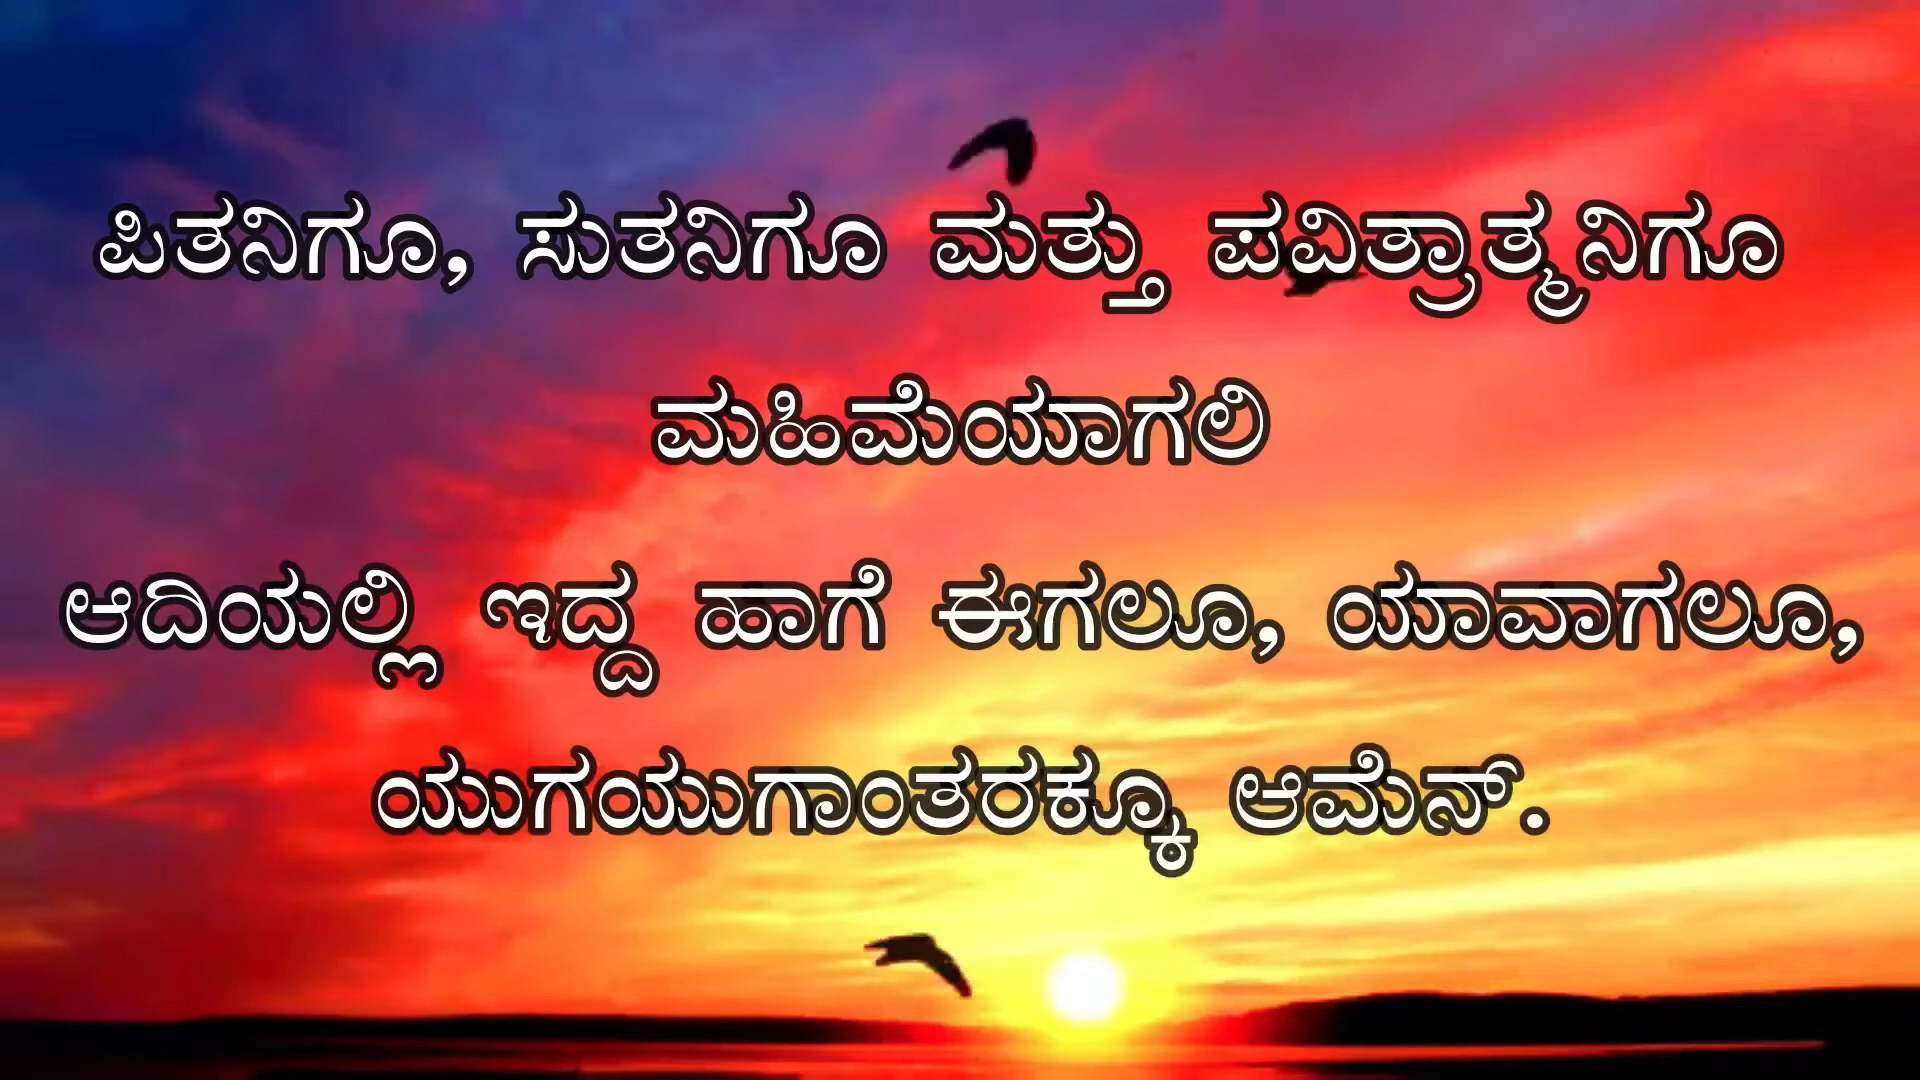 ಪಿತನಿಗೂ, ಸುತನಿಗೂ ಮತ್ತು ಪವಿತ್ರಾತ್ಮನಿಗೂ
ಮಹಿಮೆಯಾಗಲಿ
ಆದಿಯಲ್ಲಿ ಇದ್ದ ಹಾಗೆ ಈಗಲೂ, ಯಾವಾಗಲೂ,
ಯುಗಯುಗಾಂತರಕ್ಕೂ ಆಮೆನ್.